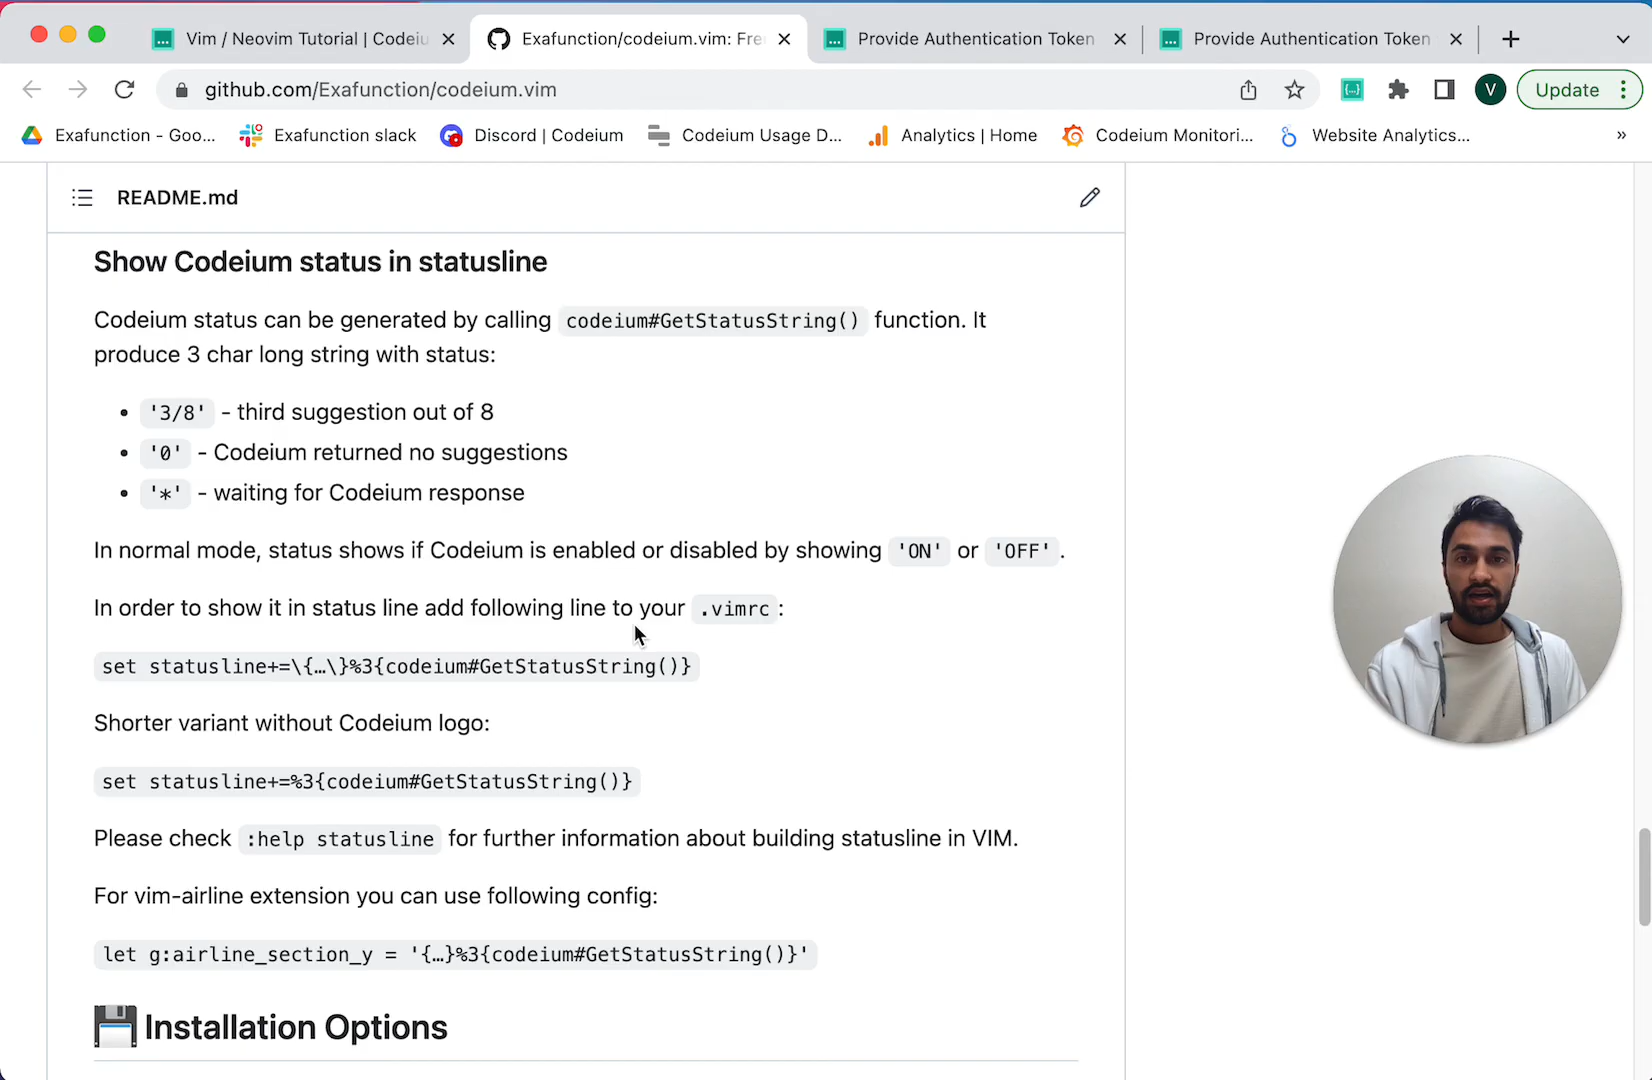 Vim / Neovim Tutorial | Codeiu
Exafunction/codeium.vim: Fre
Provide Authentication Token
Provide Authentication Token
github.com/Exafunction/codeium.vim
V
Update
Exafunction - Goo...
Exafunction slack
Discord | Codeium
Codeium Usage D...
Analytics | Home
Codeium Monitori...
Website Analytics...
»
README.md
Show Codeium status in statusline
Codeium status can be generated by calling codeium#GetStatusString() function. It
produce 3 char long string with status:
• '3/8' - third suggestion out of 8
• '0' - Codeium returned no suggestions
• '*' - waiting for Codeium response
In normal mode, status shows if Codeium is enabled or disabled by showing 'ON' or 'OFF'.
In order to show it in status line add following line to your .vimrc:
set statusline+=\{…\}%3{codeium#GetStatusString()}
Shorter variant without Codeium logo:
set statusline+=%3{codeium#GetStatusString()}
Please check :help statusline for further information about building statusline in VIM.
For vim-airline extension you can use following config:
let g:airline_section_y = '{…}%3{codeium#GetStatusString()}'
💾 Installation Options